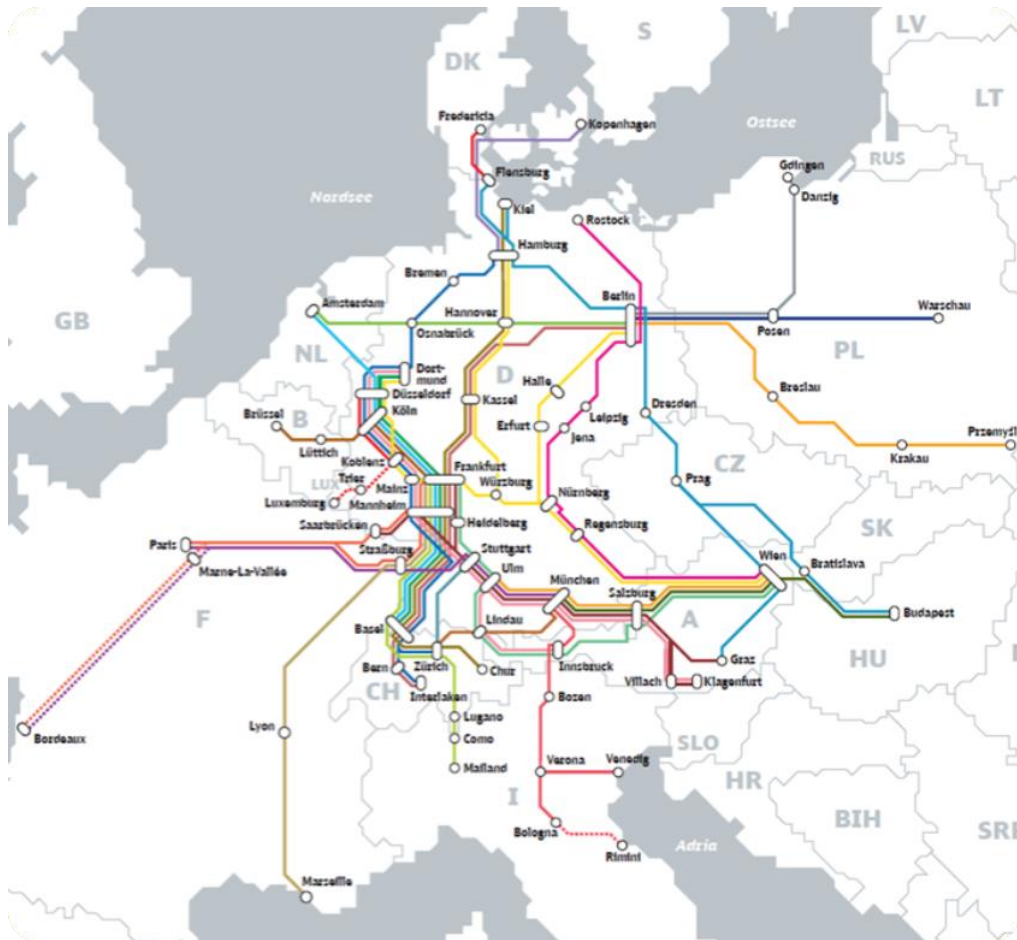 S
LV
DK
LT
Fredericia
Kopenhagen
Ostsee
RUS
Gdingen
Flensburg
Danzig
Nordsee
Kiel
Rostock
Hamburg
Bremen
Amsterdam
Hannover
Berlin
Warschau
GB
Osnabrück
Posen
NL
PL
Dort-
mund
D
Halle
Düsseldorf
Kassel
Breslau
Leipzig
Dresden
Brüssel
B
Köln
Erfurt
Jena
Przemyśl
Lüttich
Krakau
Koblenz
CZ
Trier
Frankfurt
LUX
Mainz
Würzburg
Prag
Luxemburg
Nürnberg
Mannheim
Saarbrücken
Heidelberg
Regensburg
SK
Paris
Straßburg
Stuttgart
Wien
Marne-La-Vallée
Ulm
München
Bratislava
Salzburg
F
Basel
Lindau
A
Budapest
Bern
Zürich
Chur
Innsbruck
Graz
HU
CH
Interlaken
Villach
Klagenfurt
Bozen
Lyon
Lugano
Bordeaux
Como
SLO
Mailand
Verona
Venedig
HR
I
Bologna
BIH
SRB
Adria
Rimini
Marseille